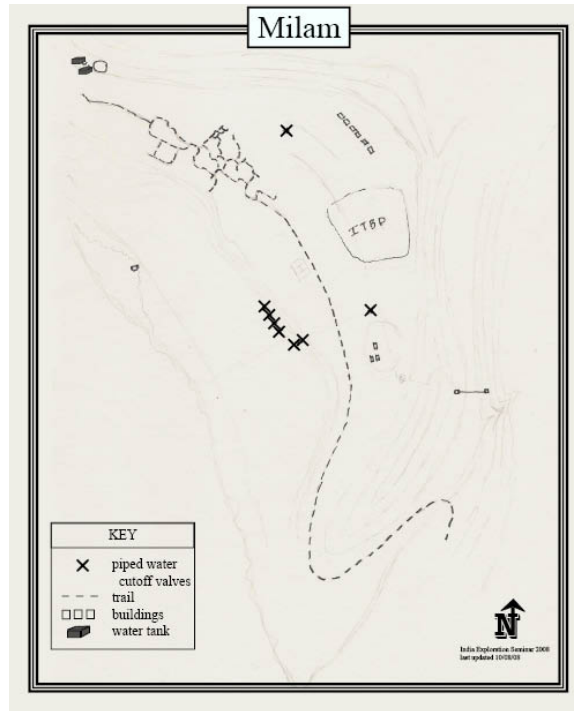 Milam
ITBP
KEY
piped water
cutoff valves
trail
buildings
water tank
N
India Exploration Seminar 2008
last updated 10/08/08